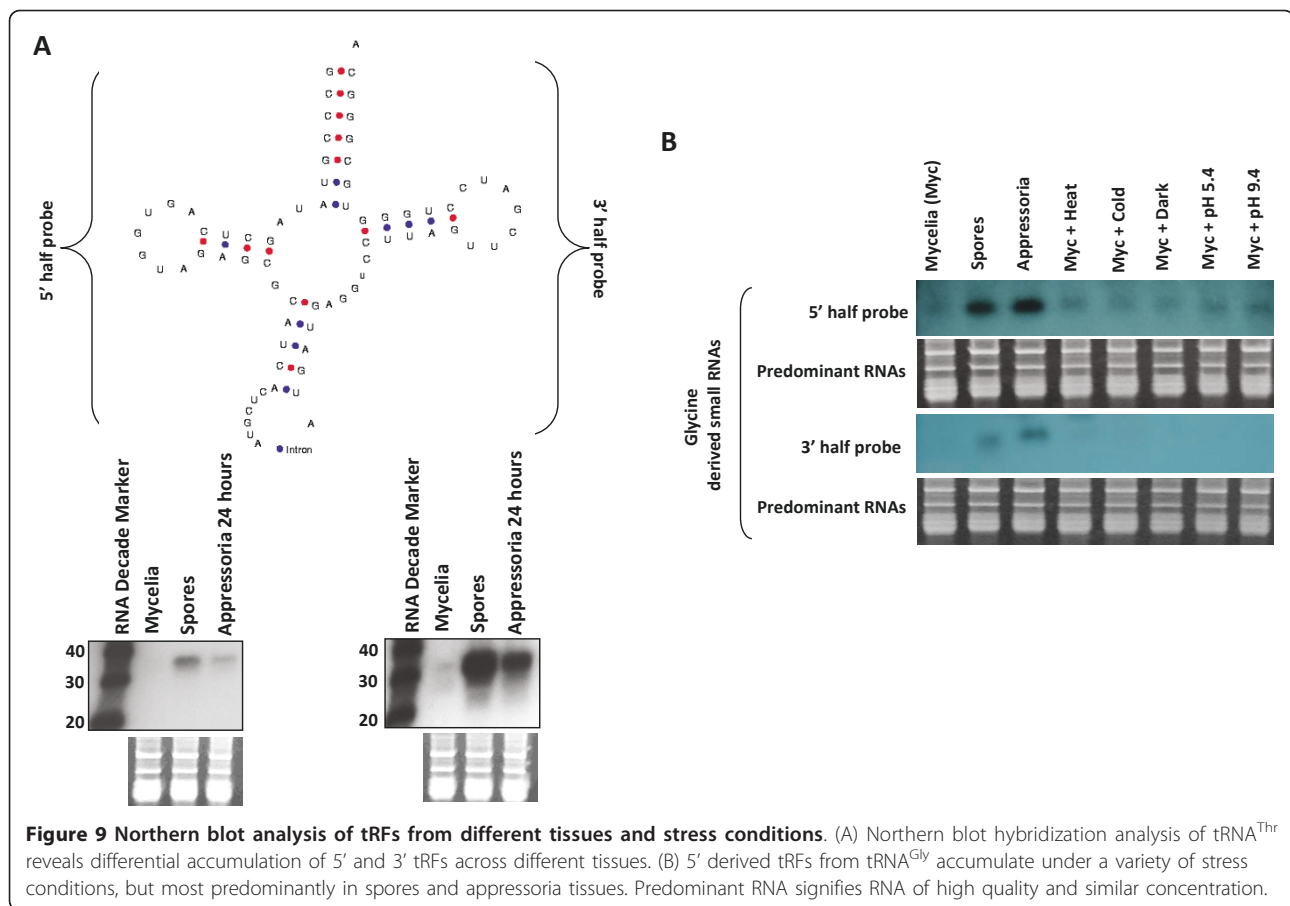 A
5' half probe
3' half probe
Intron
RNA Decade Marker
Mycelia
Spores
Appressoria 24 hours
40
30
20
RNA Decade Marker
Mycelia
Spores
Appressoria 24 hours
40
30
20
B
Mycelia (Myc)
Spores
Appressoria
Myc + Heat
Myc + Cold
Myc + Dark
Myc + pH 5.4
Myc + pH 9.4
Glycine
derived small RNAs
5' half probe
Predominant RNAs
3' half probe
Predominant RNAs
Figure 9 Northern blot analysis of tRFs from different tissues and stress conditions. (A) Northern blot hybridization analysis of tRNAThr
reveals differential accumulation of 5' and 3' tRFs across different tissues. (B) 5' derived tRFs from tRNAGly accumulate under a variety of stress
conditions, but most predominantly in spores and appressoria tissues. Predominant RNA signifies RNA of high quality and similar concentration.